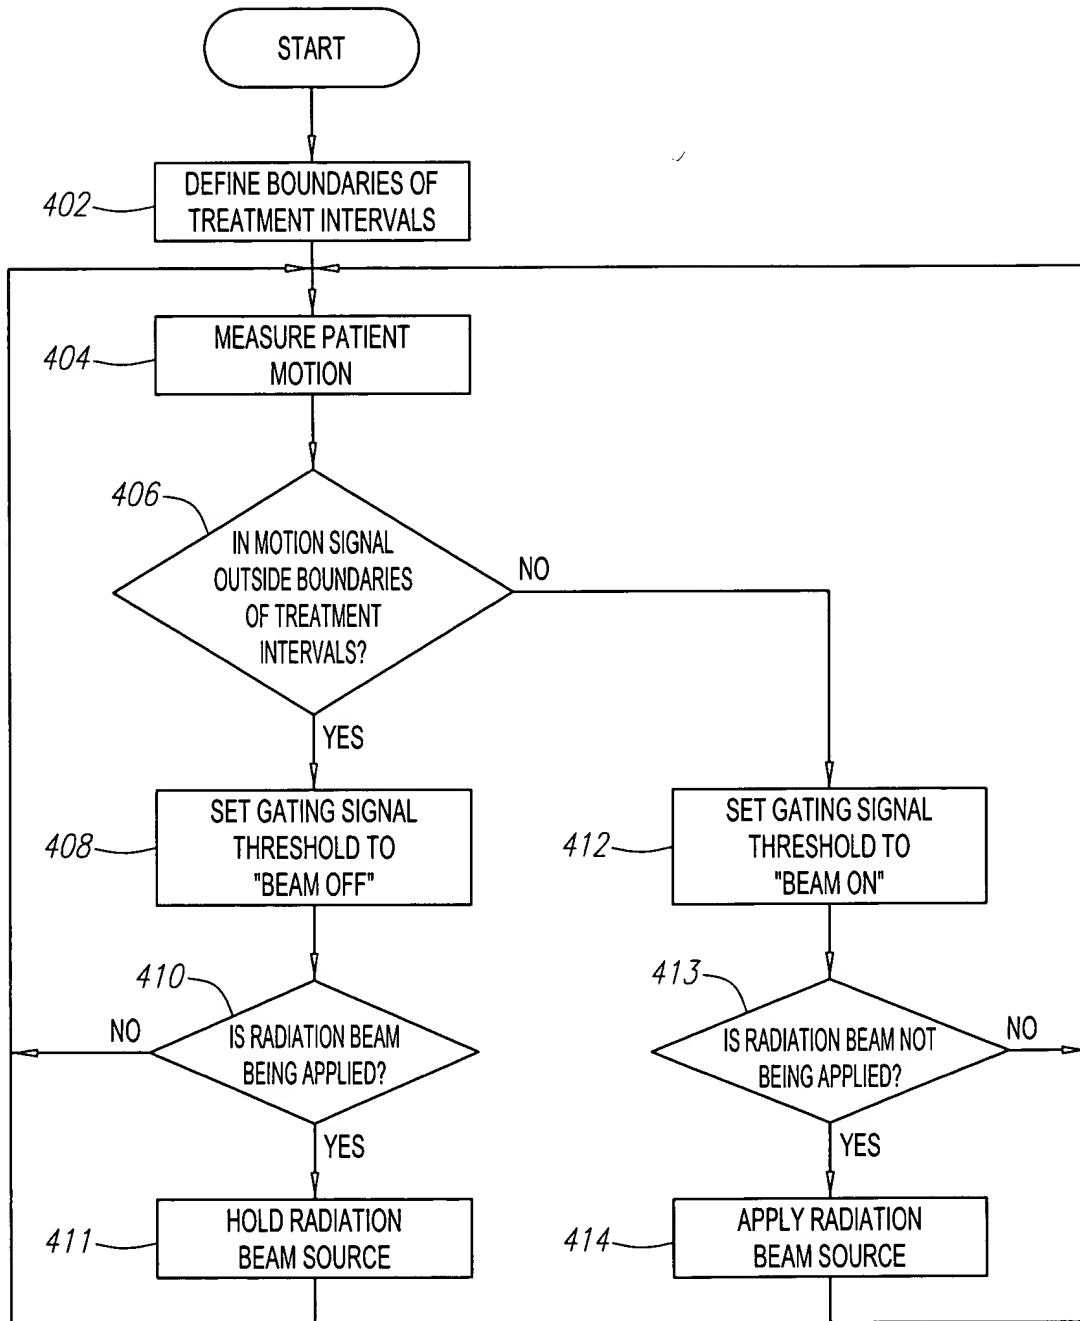 START
402
DEFINE BOUNDARIES OF
TREATMENT INTERVALS
404
MEASURE PATIENT
MOTION
406
IN MOTION SIGNAL
OUTSIDE BOUNDARIES
OF TREATMENT
INTERVALS?
NO
YES
408
SET GATING SIGNAL
THRESHOLD TO
"BEAM OFF"
412
SET GATING SIGNAL
THRESHOLD TO
"BEAM ON"
410
NO
IS RADIATION BEAM
BEING APPLIED?
YES
413
IS RADIATION BEAM NOT
BEING APPLIED?
NO
YES
411
HOLD RADIATION
BEAM SOURCE
414
APPLY RADIATION
BEAM SOURCE